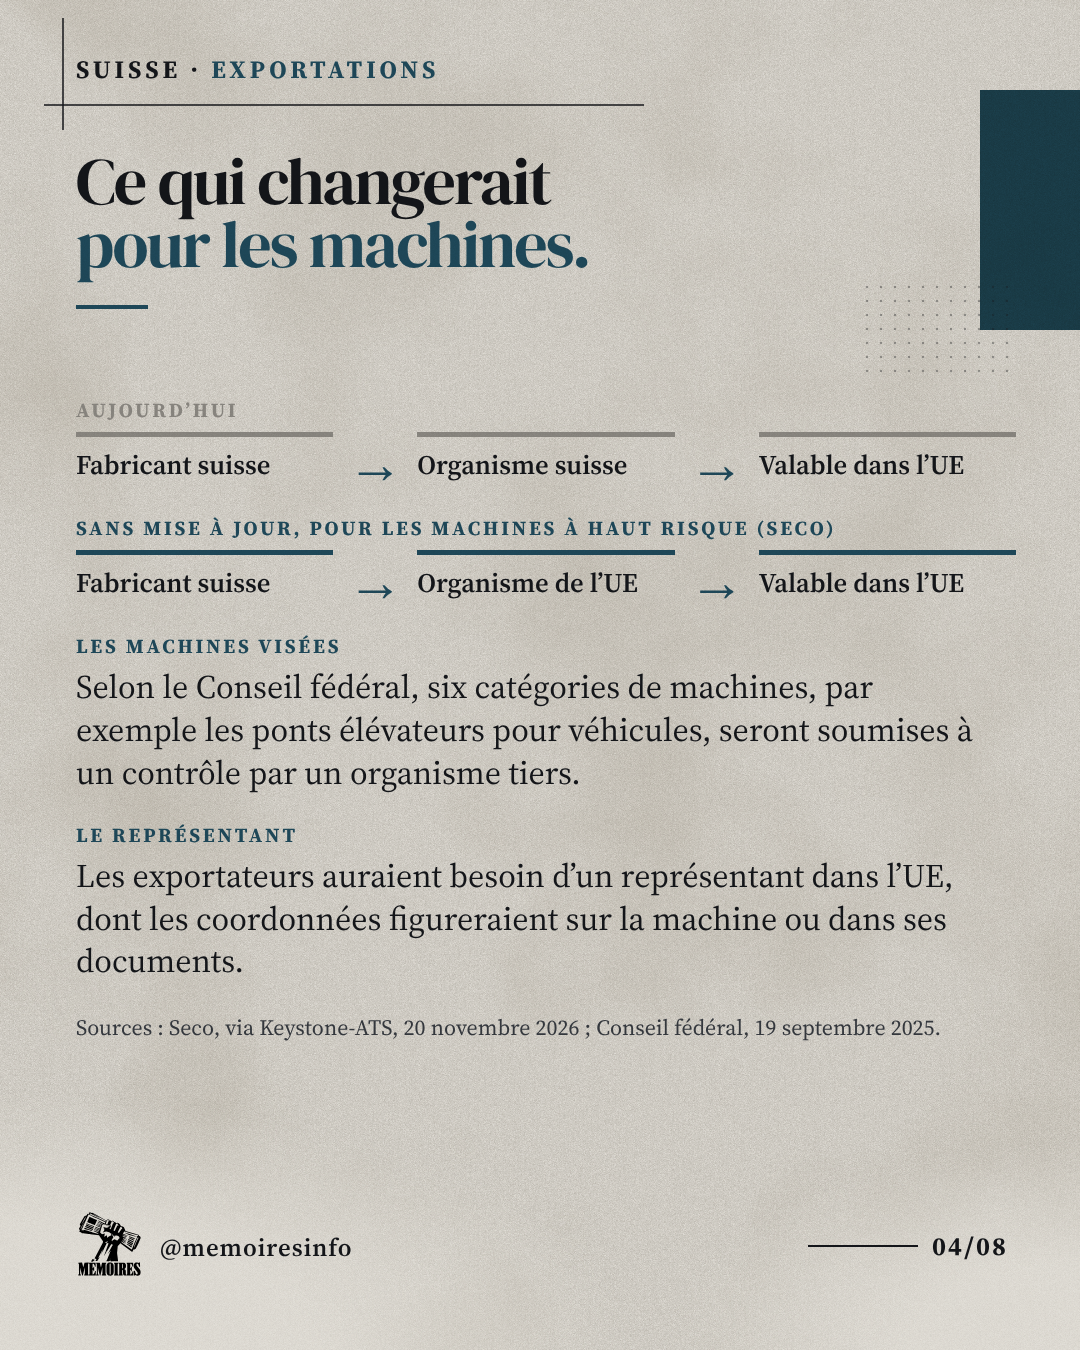 SUISSE · EXPORTATIONS
Ce qui changerait
pour les machines.
AUJOURD’HUI
Fabricant suisse → Organisme suisse → Valable dans l’UE
SANS MISE À JOUR, POUR LES MACHINES À HAUT RISQUE (SECO)
Fabricant suisse → Organisme de l’UE → Valable dans l’UE
LES MACHINES VISÉES
Selon le Conseil fédéral, six catégories de machines, par
exemple les ponts élévateurs pour véhicules, seront soumises à
un contrôle par un organisme tiers.
LE REPRÉSENTANT
Les exportateurs auraient besoin d’un représentant dans l’UE,
dont les coordonnées figureraient sur la machine ou dans ses
documents.
Sources : Seco, via Keystone-ATS, 20 novembre 2026 ; Conseil fédéral, 19 septembre 2025.
MÉMOIRES
@memoiresinfo
04/08